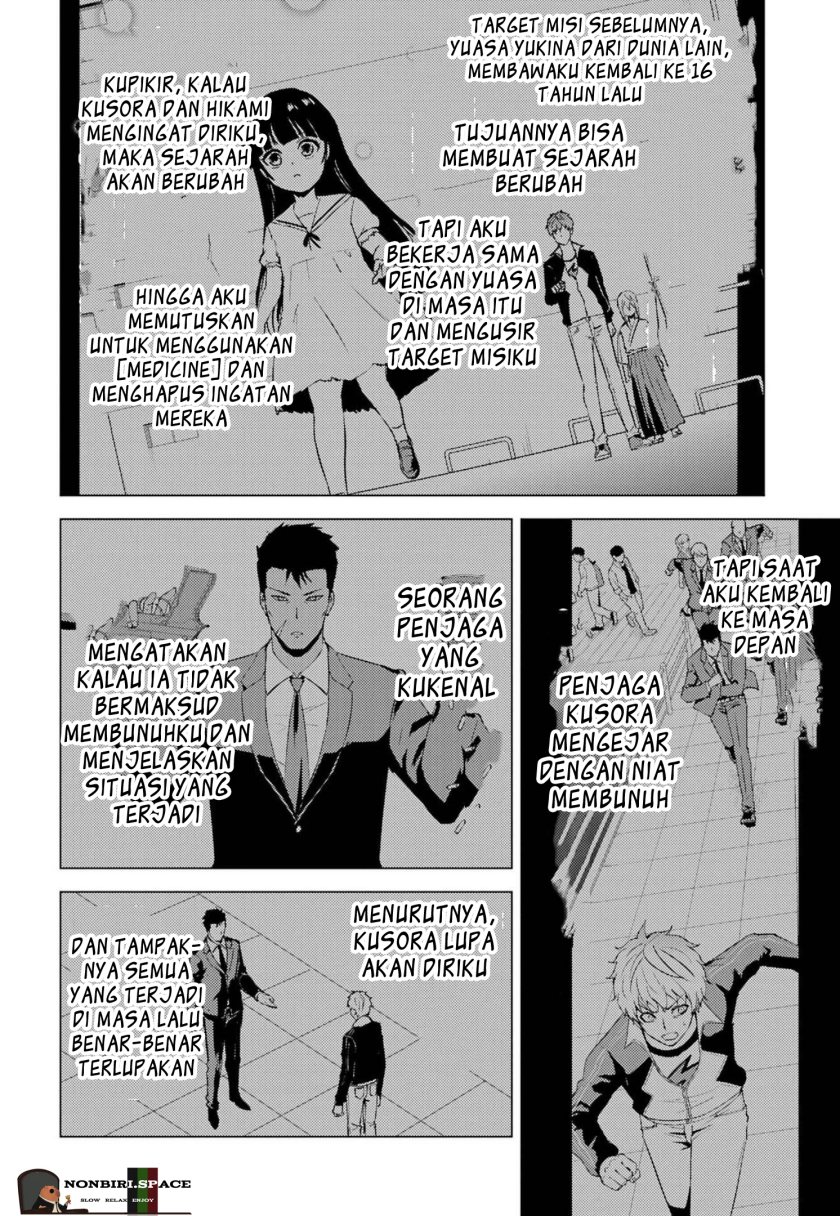 TARGET MISI SEBELUMNYA,
YUASA YUKINA DARI DUNIA LAIN,
MEMBAWAKU KEMBALI KE 16
TAHUN LALU
TUJUANNYA BISA
MEMBUAT SEJARAH
BERUBAH
TAPI AKU
BEKERJA SAMA
DENGAN YUASA
DI MASA ITU
DAN MENGUSIR
TARGET MISIKU
KUPIKIR, KALAU
KUSORA DAN HIKAMI
MENGINGAT DIRIKU,
MAKA SEJARAH
AKAN BERUBAH
HINGGA AKU
MEMUTUSKAN
UNTUK MENGGUNAKAN
[MEDICINE] DAN
MENGHAPUS INGATAN
MEREKA
TAPI SAAT
AKU KEMBALI
KE MASA
DEPAN
PENJAGA
KUSORA
MENGEJAR
DENGAN NIAT
MEMBUNUH
SEORANG
PENJAGA
YANG
KUKENAL
MENGATAKAN
KALAU IA TIDAK
BERMAKSUD
MEMBUNUHKU DAN
MENJELASKAN
SITUASI YANG
TERJADI
MENURUTNYA,
KUSORA LUPA
AKAN DIRIKU
DAN TAMPAK-
NYA SEMUA
YANG TERJADI
DI MASA LALU
BENAR-BENAR
TERLUPAKAN
NONBIRI.SPACE
SLOW RELAX ENJOY